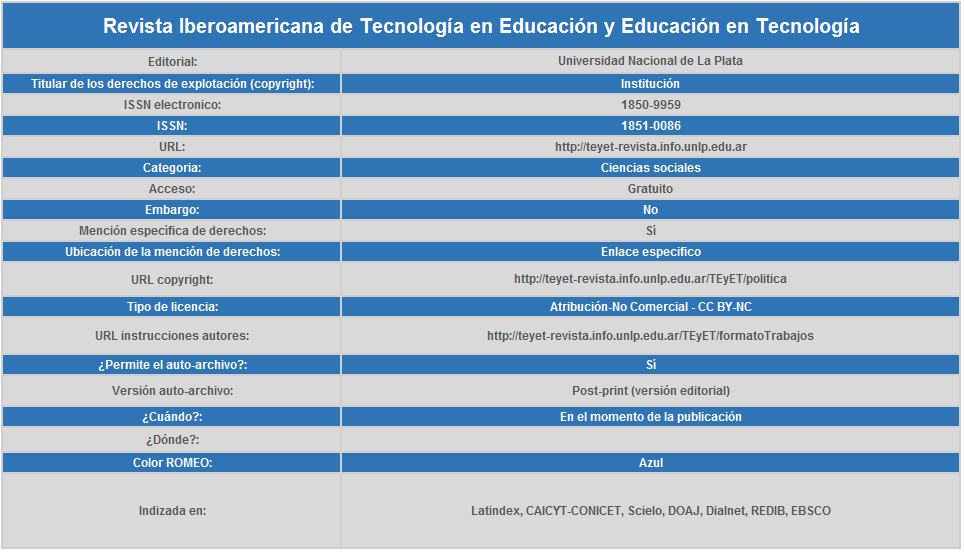 Revista Iberoamericana de Tecnología en Educación y Educación en Tecnología
Editorial: Universidad Nacional de La Plata
Titular de los derechos de explotación (copyright): Institución
ISSN electronico: 1850-9959
ISSN: 1851-0086
URL: http://teyet-revista.info.unlp.edu.ar
Categoria: Ciencias sociales
Acceso: Gratuito
Embargo: No
Mención específica de derechos: Sí
Ubicación de la mención de derechos: Enlace especifico
URL copyright: http://teyet-revista.info.unlp.edu.ar/TEyET/politica
Tipo de licencia: Atribución-No Comercial - CC BY-NC
URL instrucciones autores: http://teyet-revista.info.unlp.edu.ar/TEyET/formatoTrabajos
¿Permite el auto-archivo?: Sí
Versión auto-archivo: Post-print (versión editorial)
¿Cuándo?: En el momento de la publicación
¿Dónde?:
Color ROMEO: Azul
Indizada en: Latindex, CAICYT-CONICET, Scielo, DOAJ, Dialnet, REDIB, EBSCO